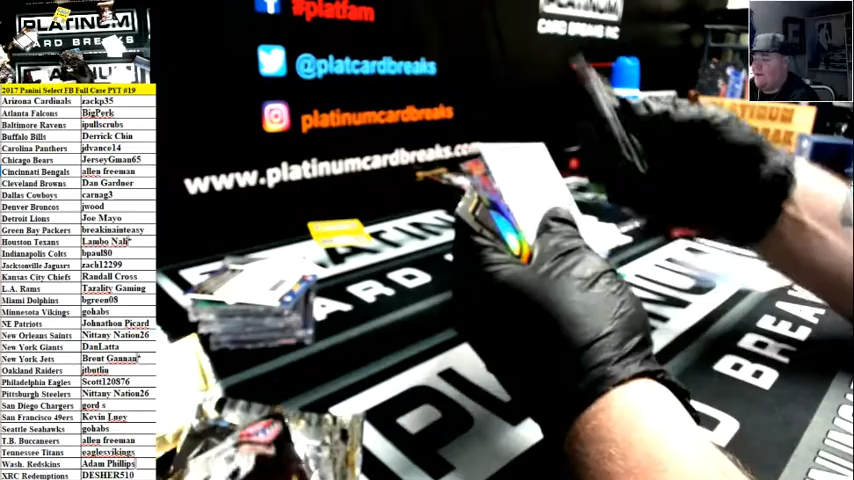 PLATINUM
CARD BREAKS
2017 Panini Select FB Full Case PYT #19
Arizona Cardinals zackp35
Atlanta Falcons BigPerk
Baltimore Ravens ipullscrubs
Buffalo Bills Derrick Chin
Carolina Panthers jdvance14
Chicago Bears JerseyGman65
Cincinnati Bengals allen freeman
Cleveland Browns Dan Gardner
Dallas Cowboys carnag3
Denver Broncos jwood
Detroit Lions Joe Mayo
Green Bay Packers breakinainteasy
Houston Texans Lambo Nali*
Indianapolis Colts bpaul80
Jacksonville Jaguars zach12299
Kansas City Chiefs Randall Cross
L.A. Rams Tarality Gaming
Miami Dolphins bgreen08
Minnesota Vikings gohabs
NE Patriots Johnathon Picard
New Orleans Saints Nittany Nation26
New York Giants DanLatta
New York Jets Brent Gannan*
Oakland Raiders jtbutlin
Philadelphia Eagles Scott120876
Pittsburgh Steelers Nittany Nation26
San Diego Chargers gord s
San Francisco 49ers Kevin Luey
Seattle Seahawks gohabs
T.B. Buccaneers allen freeman
Tennessee Titans eaglesvikings
Wash. Redskins Adam Phillips
XRC Redemptions DESHER510
#platfam
@platcardbreaks
platinumcardbreaks
www.platinumcardbreaks.com
CARD BREAKS NC